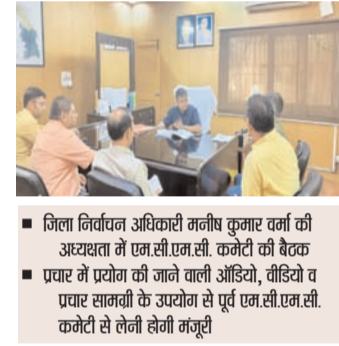 ■ जिला निर्वाचन अधिकारी मनीष कुमार वर्मा की
अध्यक्षता में एम.सी.एम.सी. कमेटी की बैठक
■ प्रचार में प्रयोग की जाने वाली ऑडियो, वीडियो व
प्रचार सामग्री के उपयोग से पूर्व एम.सी.एम.सी.
कमेटी से लेनी होगी मंजूरी